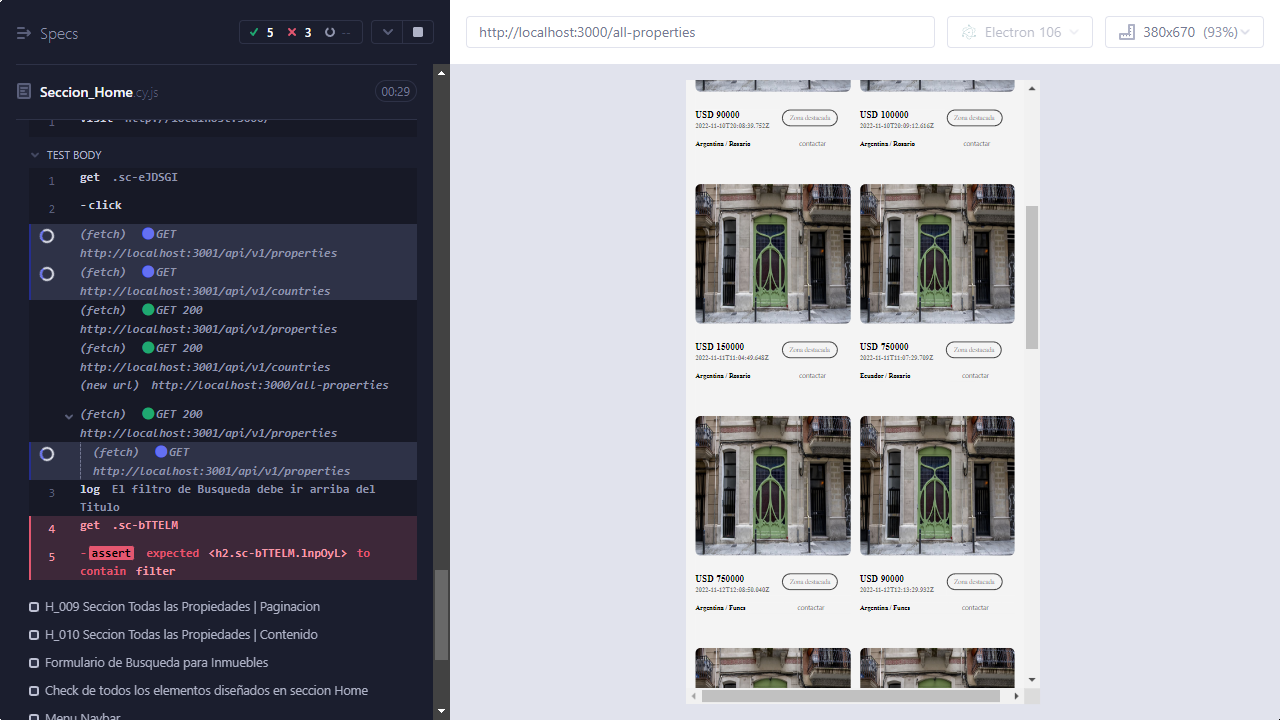 Specs
5
3
--
Seccion_Home.cy.js
00:29
1 visit http://localhost:3000/
TEST BODY
1 get .sc-eJDSGI
2 -click
(fetch) GET
http://localhost:3001/api/v1/properties
(fetch) GET
http://localhost:3001/api/v1/countries
(fetch) GET 200
http://localhost:3001/api/v1/properties
(fetch) GET 200
http://localhost:3001/api/v1/countries
(new url) http://localhost:3000/all-properties
(fetch) GET 200
http://localhost:3001/api/v1/properties
(fetch) GET
http://localhost:3001/api/v1/properties
3 log El filtro de Busqueda debe ir arriba del
Titulo
4 get .sc-bTTELM
5 -assert expected <h2.sc-bTTELM.lnpOyL> to
contain filter
H_009 Seccion Todas las Propiedades | Paginacion
H_010 Seccion Todas las Propiedades | Contenido
Formulario de Busqueda para Inmuebles
Check de todos los elementos diseñados en seccion Home
Menu Navbar
http://localhost:3000/all-properties
Electron 106
380x670 (93%)
USD 90000 Zona destacada USD 100000 Zona destacada
2022-11-10T20:08:39.752Z 2022-11-10T20:09:12.616Z
Argentina / Rosario contactar Argentina / Rosario contactar
USD 150000 Zona destacada USD 750000 Zona destacada
2022-11-11T11:04:49.648Z 2022-11-11T11:07:29.709Z
Argentina / Rosario contactar Ecuador / Rosario contactar
USD 750000 Zona destacada USD 90000 Zona destacada
2022-11-12T12:08:50.040Z 2022-11-12T12:13:29.932Z
Argentina / Funes contactar Argentina / Funes contactar